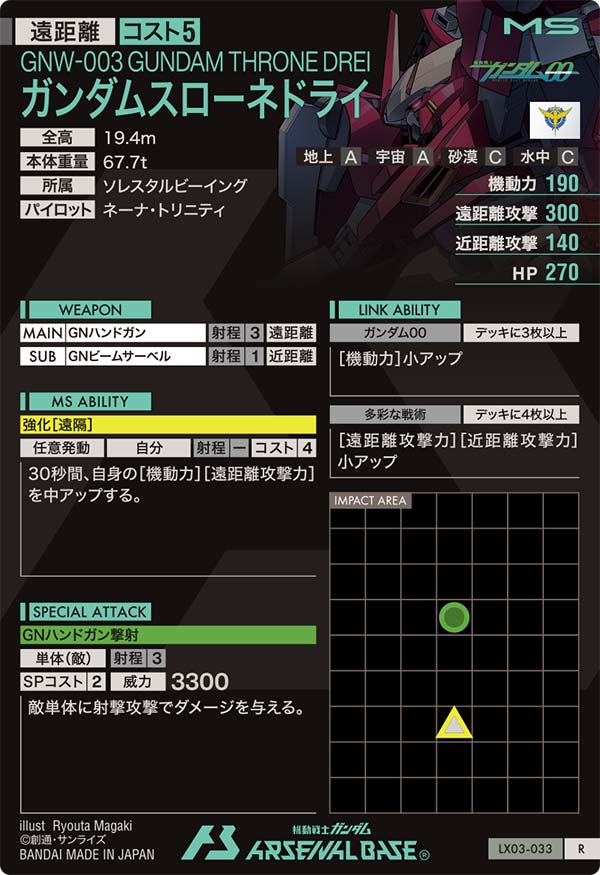 遠距離 コスト5 MS
GNW-003 GUNDAM THRONE DREI
ガンダムスローネドライ
機動戦士ガンダム00
全高 19.4m
本体重量 67.7t
所属 ソレスタルビーイング
パイロット ネーナ・トリニティ
地上 A 宇宙 A 砂漠 C 水中 C
機動力 190
遠距離攻撃 300
近距離攻撃 140
HP 270
WEAPON
MAIN GNハンドガン 射程 3 遠距離
SUB GNビームサーベル 射程 1 近距離
MS ABILITY
強化[遠隔]
任意発動 自分 射程 ー コスト 4
30秒間、自身の[機動力][遠距離攻撃力]
を中アップする。
SPECIAL ATTACK
GNハンドガン撃射
単体(敵) 射程 3
SPコスト 2 威力 3300
敵単体に射撃攻撃でダメージを与える。
LINK ABILITY
ガンダム00 デッキに3枚以上
[機動力]小アップ
多彩な戦術 デッキに4枚以上
[遠距離攻撃力][近距離攻撃力]
小アップ
IMPACT AREA
illust Ryouta Magaki
©創通・サンライズ
BANDAI MADE IN JAPAN
機動戦士ガンダム
ARSENAL BASE®
LX03-033 R